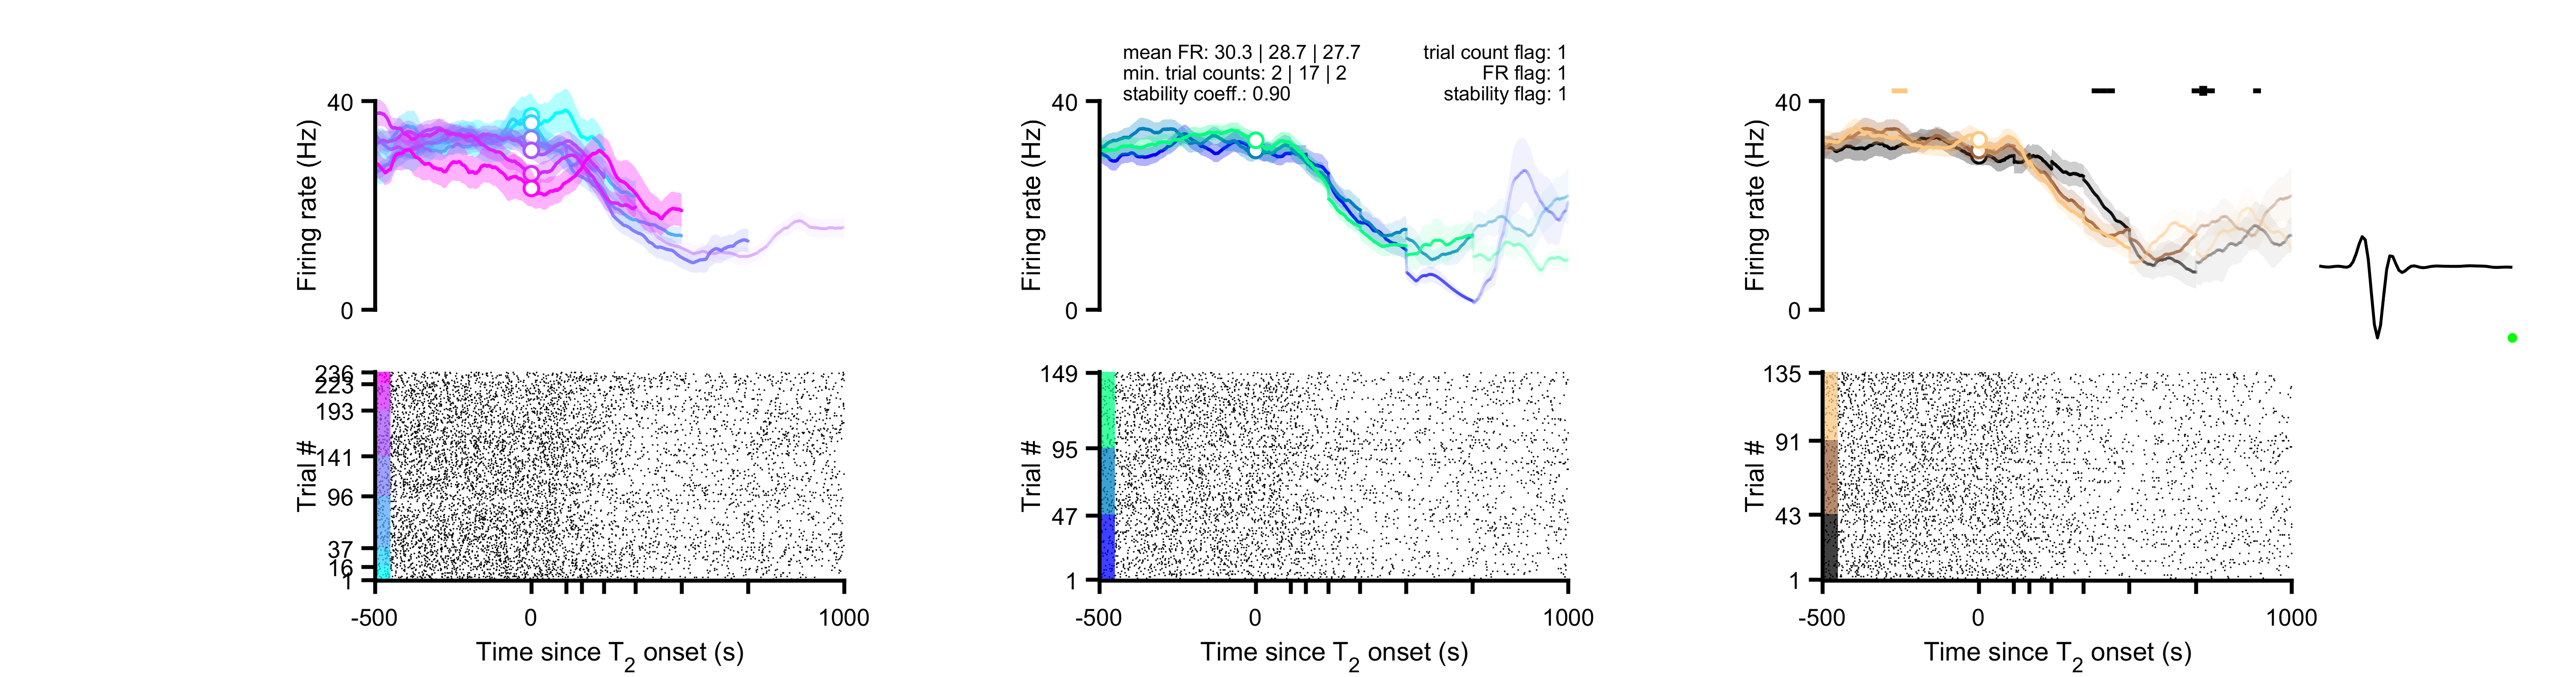 mean FR: 30.3 | 28.7 | 27.7
min. trial counts: 2 | 17 | 2
stability coeff.: 0.90
trial count flag: 1
FR flag: 1
stability flag: 1
40
0
Firing rate (Hz)
40
0
Firing rate (Hz)
40
0
Firing rate (Hz)
236
223
193
141
96
37
16
1
Trial #
-500
0
1000
Time since T2 onset (s)
149
95
47
1
Trial #
-500
0
1000
Time since T2 onset (s)
135
91
43
1
Trial #
-500
0
1000
Time since T2 onset (s)